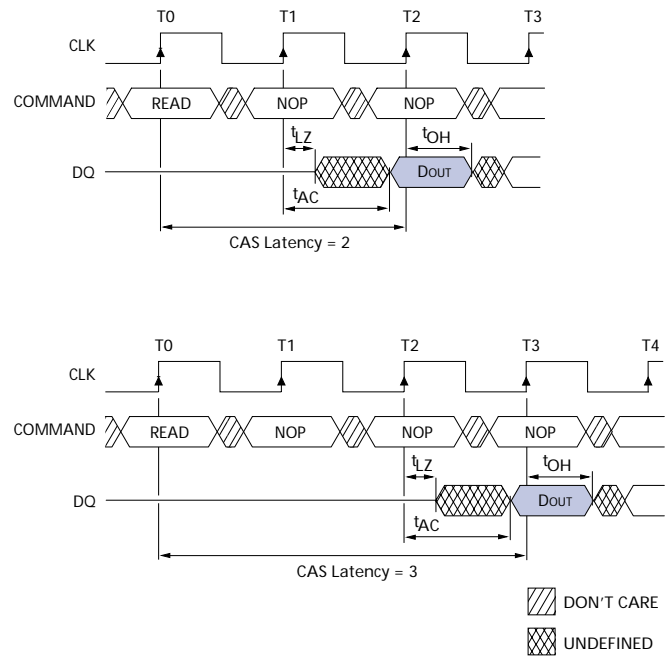 T0 T1 T2 T3
CLK
COMMAND READ NOP NOP
tLZ tOH
DQ DOUT
tAC
CAS Latency = 2
T0 T1 T2 T3 T4
CLK
COMMAND READ NOP NOP NOP
tLZ tOH
DQ DOUT
tAC
CAS Latency = 3
DON'T CARE
UNDEFINED